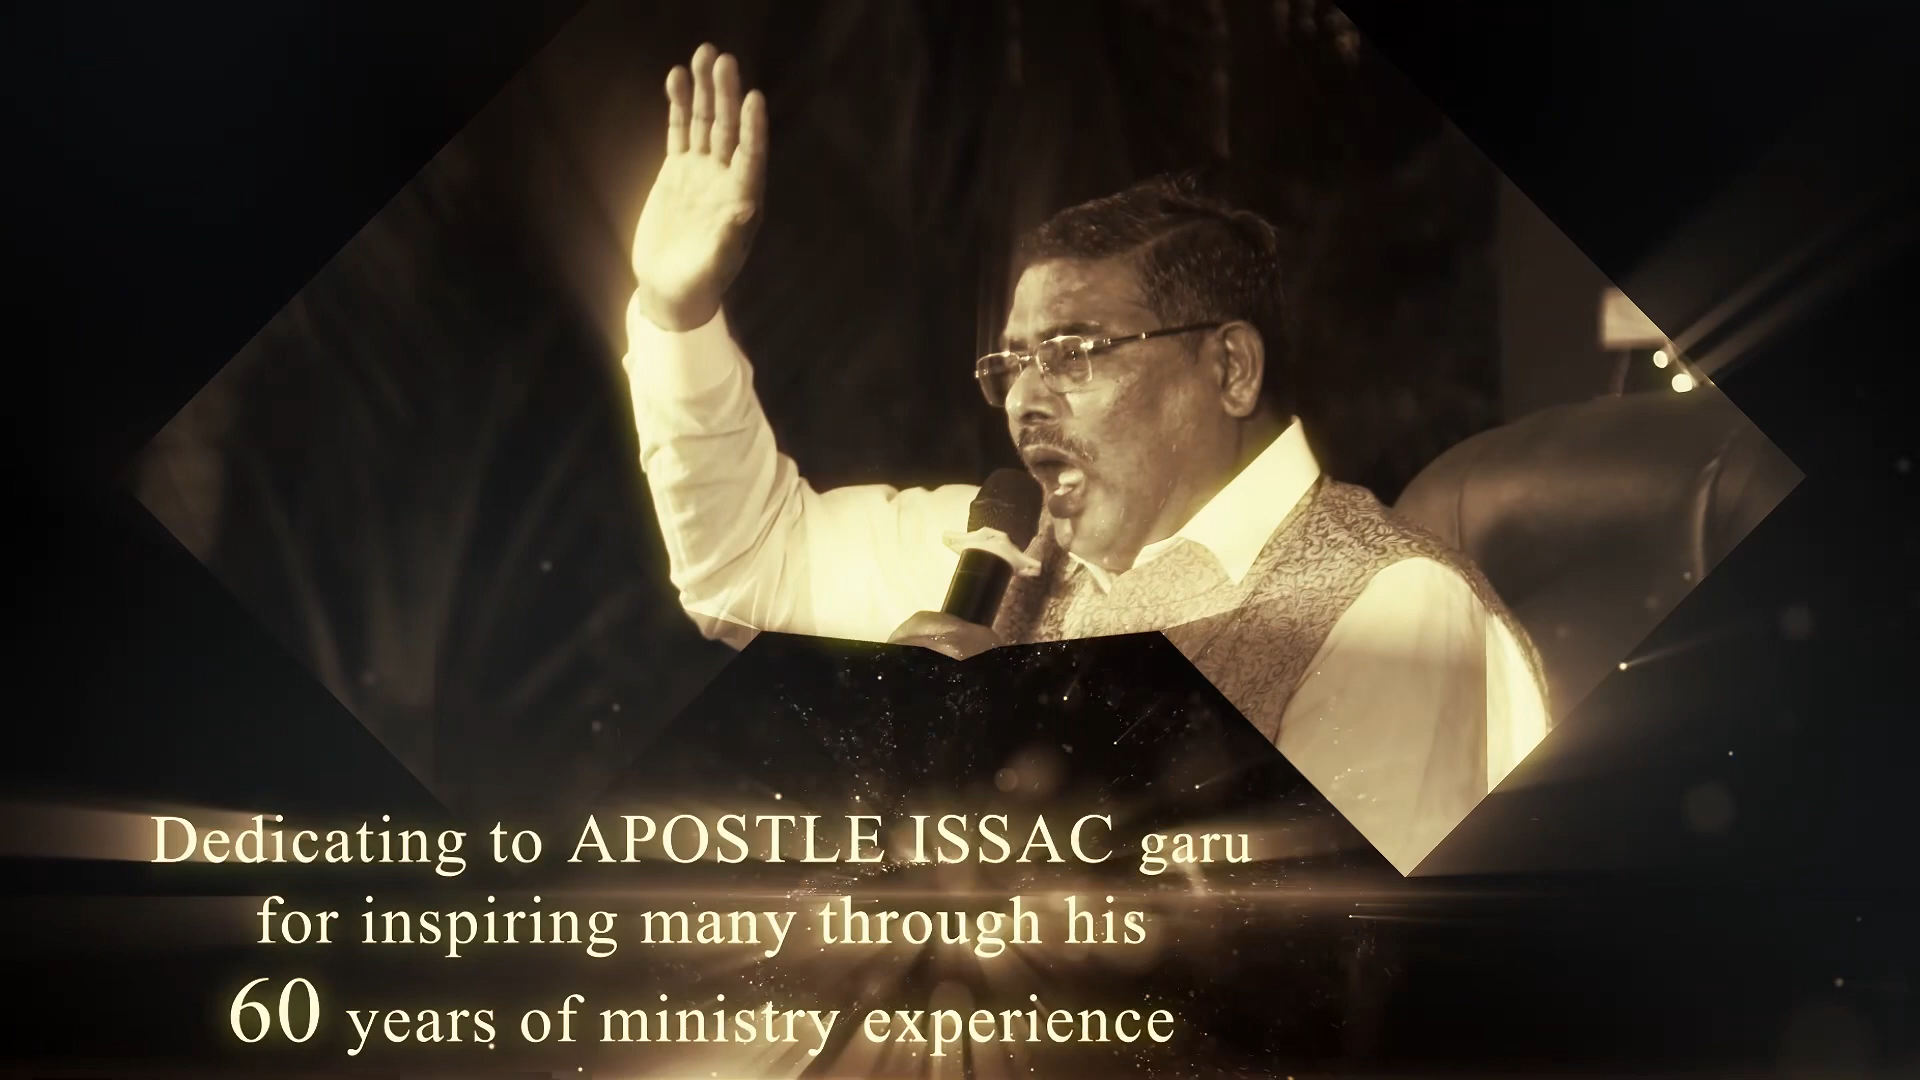 Dedicating to APOSTLE ISSAC garu
for inspiring many through his
60 years of ministry experience